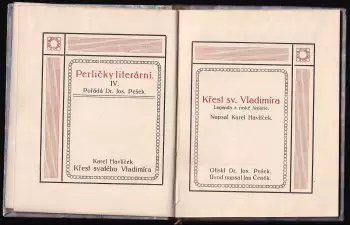 Perličky literární.
IV.
Pořádá Dr. Jos. Pešek.
Karel Havlíček
Křest svatého Vladimíra
Křest sv. Vladimíra
Legenda z ruské historie.
Napsal Karel Havlíček.
Otiskl Dr. Jos. Pešek.
Úvod napsal Jan Čeněk.